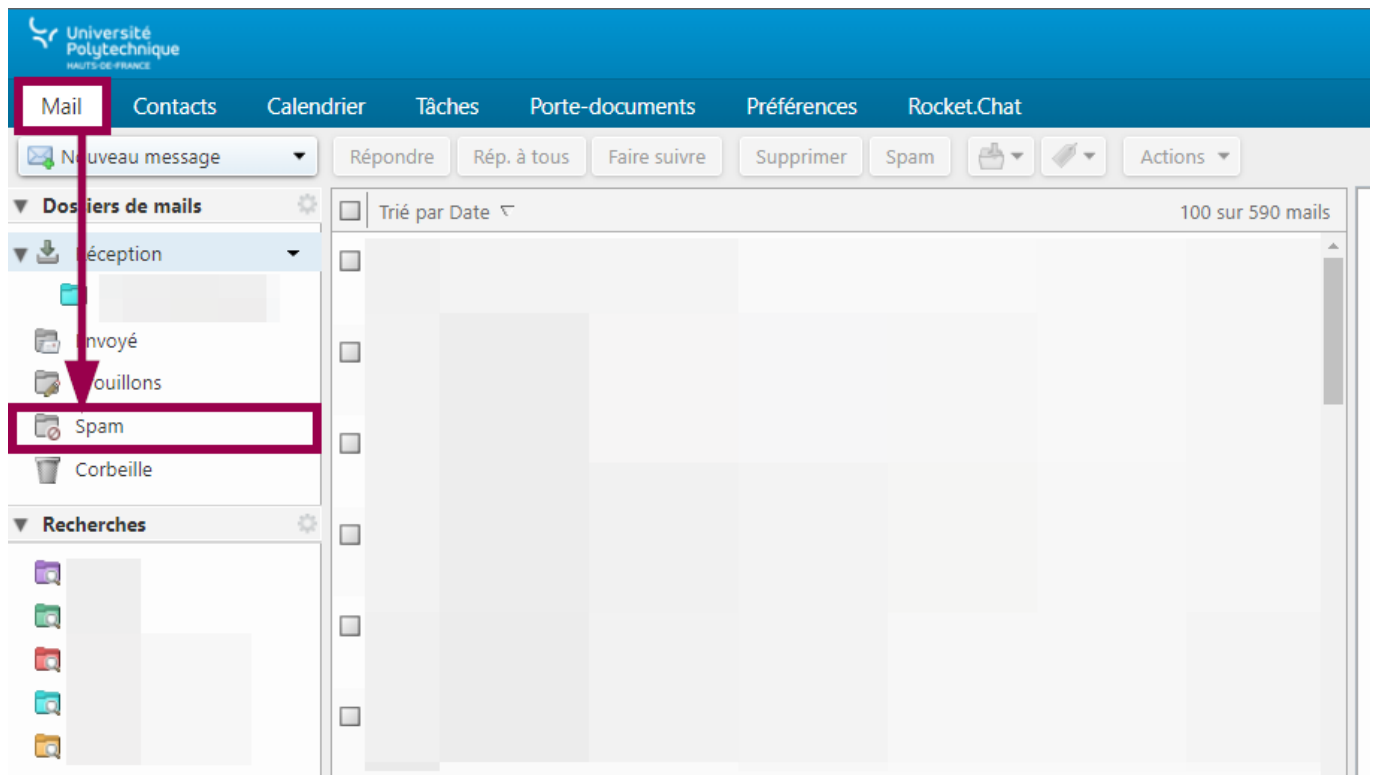 Université
Polytechnique
HAUTS-DE-FRANCE
Mail Contacts Calendrier Tâches Porte-documents Préférences Rocket.Chat
Nouveau message Répondre Rép. à tous Faire suivre Supprimer Spam Actions
Dossiers de mails
Trié par Date 100 sur 590 mails
Réception
Envoyé
Brouillons
Spam
Corbeille
Recherches